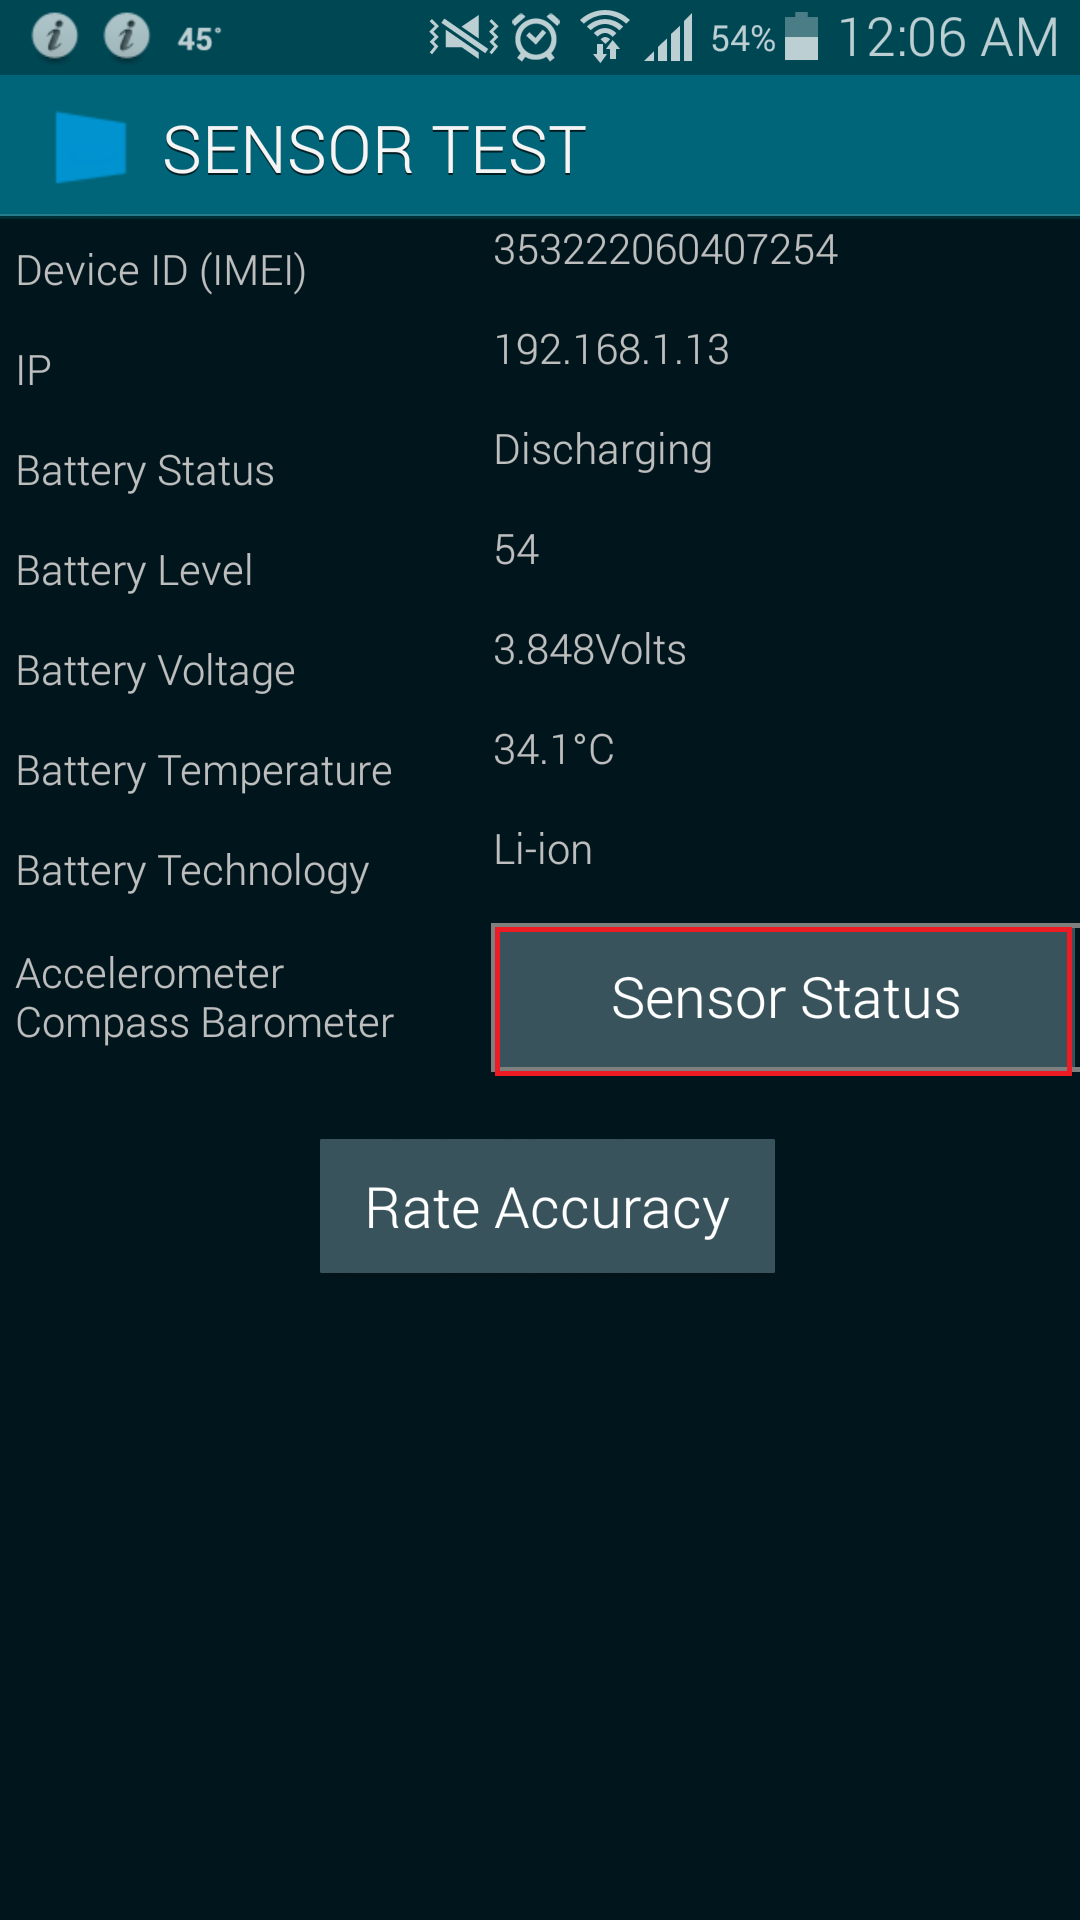 45°
54%
12:06 AM
SENSOR TEST
Device ID (IMEI)
353222060407254
IP
192.168.1.13
Battery Status
Discharging
Battery Level
54
Battery Voltage
3.848Volts
Battery Temperature
34.1°C
Battery Technology
Li-ion
Accelerometer
Compass Barometer
Sensor Status
Rate Accuracy